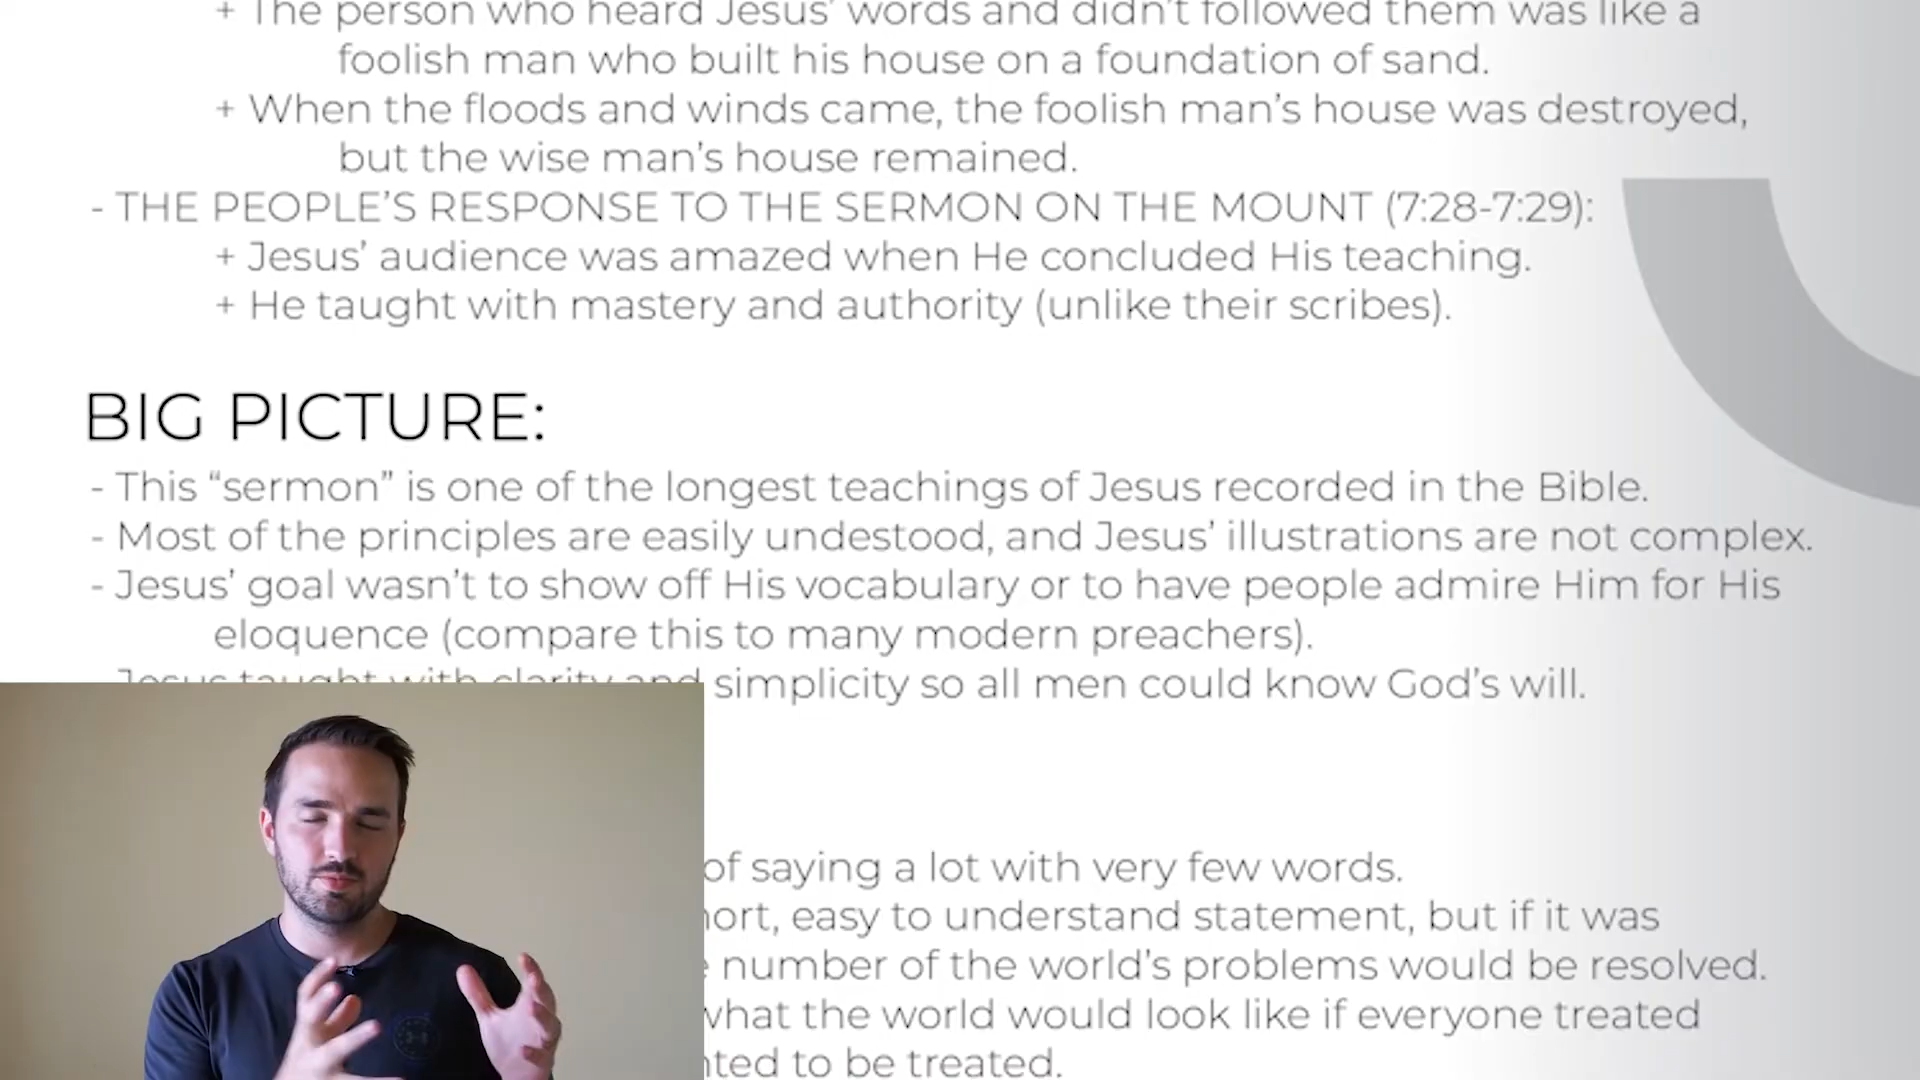 + The person who heard Jesus' words and didn't followed them was like a
foolish man who built his house on a foundation of sand.
+ When the floods and winds came, the foolish man's house was destroyed,
but the wise man's house remained.
- THE PEOPLE'S RESPONSE TO THE SERMON ON THE MOUNT (7:28-7:29):
+ Jesus' audience was amazed when He concluded His teaching.
+ He taught with mastery and authority (unlike their scribes).
BIG PICTURE:
- This “sermon” is one of the longest teachings of Jesus recorded in the Bible.
- Most of the principles are easily undestood, and Jesus' illustrations are not complex.
- Jesus' goal wasn't to show off His vocabulary or to have people admire Him for His
eloquence (compare this to many modern preachers).
Jesus taught with clarity and simplicity so all men could know God's will.
of saying a lot with very few words.
easy to understand statement, but if it was
number of the world's problems would be resolved.
what the world would look like if everyone treated
to be treated.